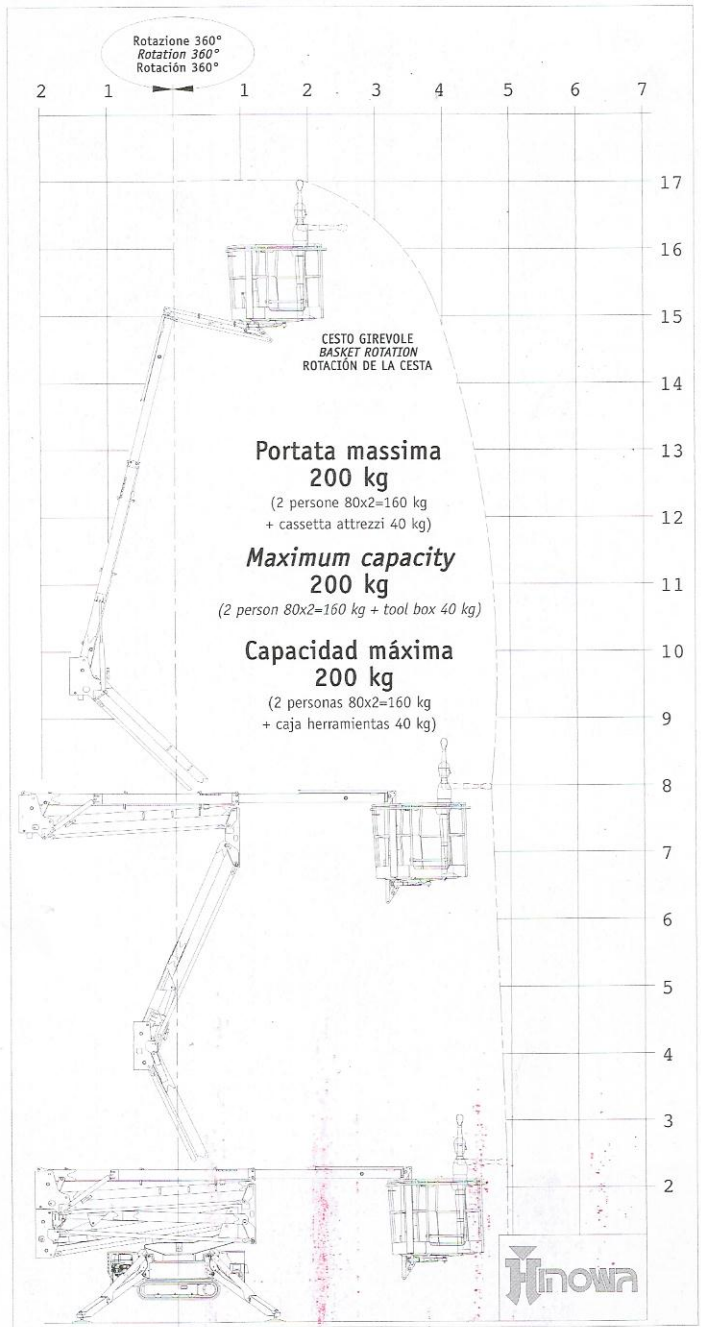 Rotazione 360°
Rotation 360°
Rotación 360°
2 1 1 2 3 4 5 6 7
17
16
15
CESTO GIREVOLE
BASKET ROTATION
ROTACIÓN DE LA CESTA
14
13
Portata massima
200 kg
(2 persone 80x2=160 kg
+ cassetta attrezzi 40 kg)
12
Maximum capacity
200 kg
(2 person 80x2=160 kg + tool box 40 kg)
11
10
Capacidad máxima
200 kg
(2 personas 80x2=160 kg
+ caja herramientas 40 kg)
9
8
7
6
5
4
3
2
HINOWA